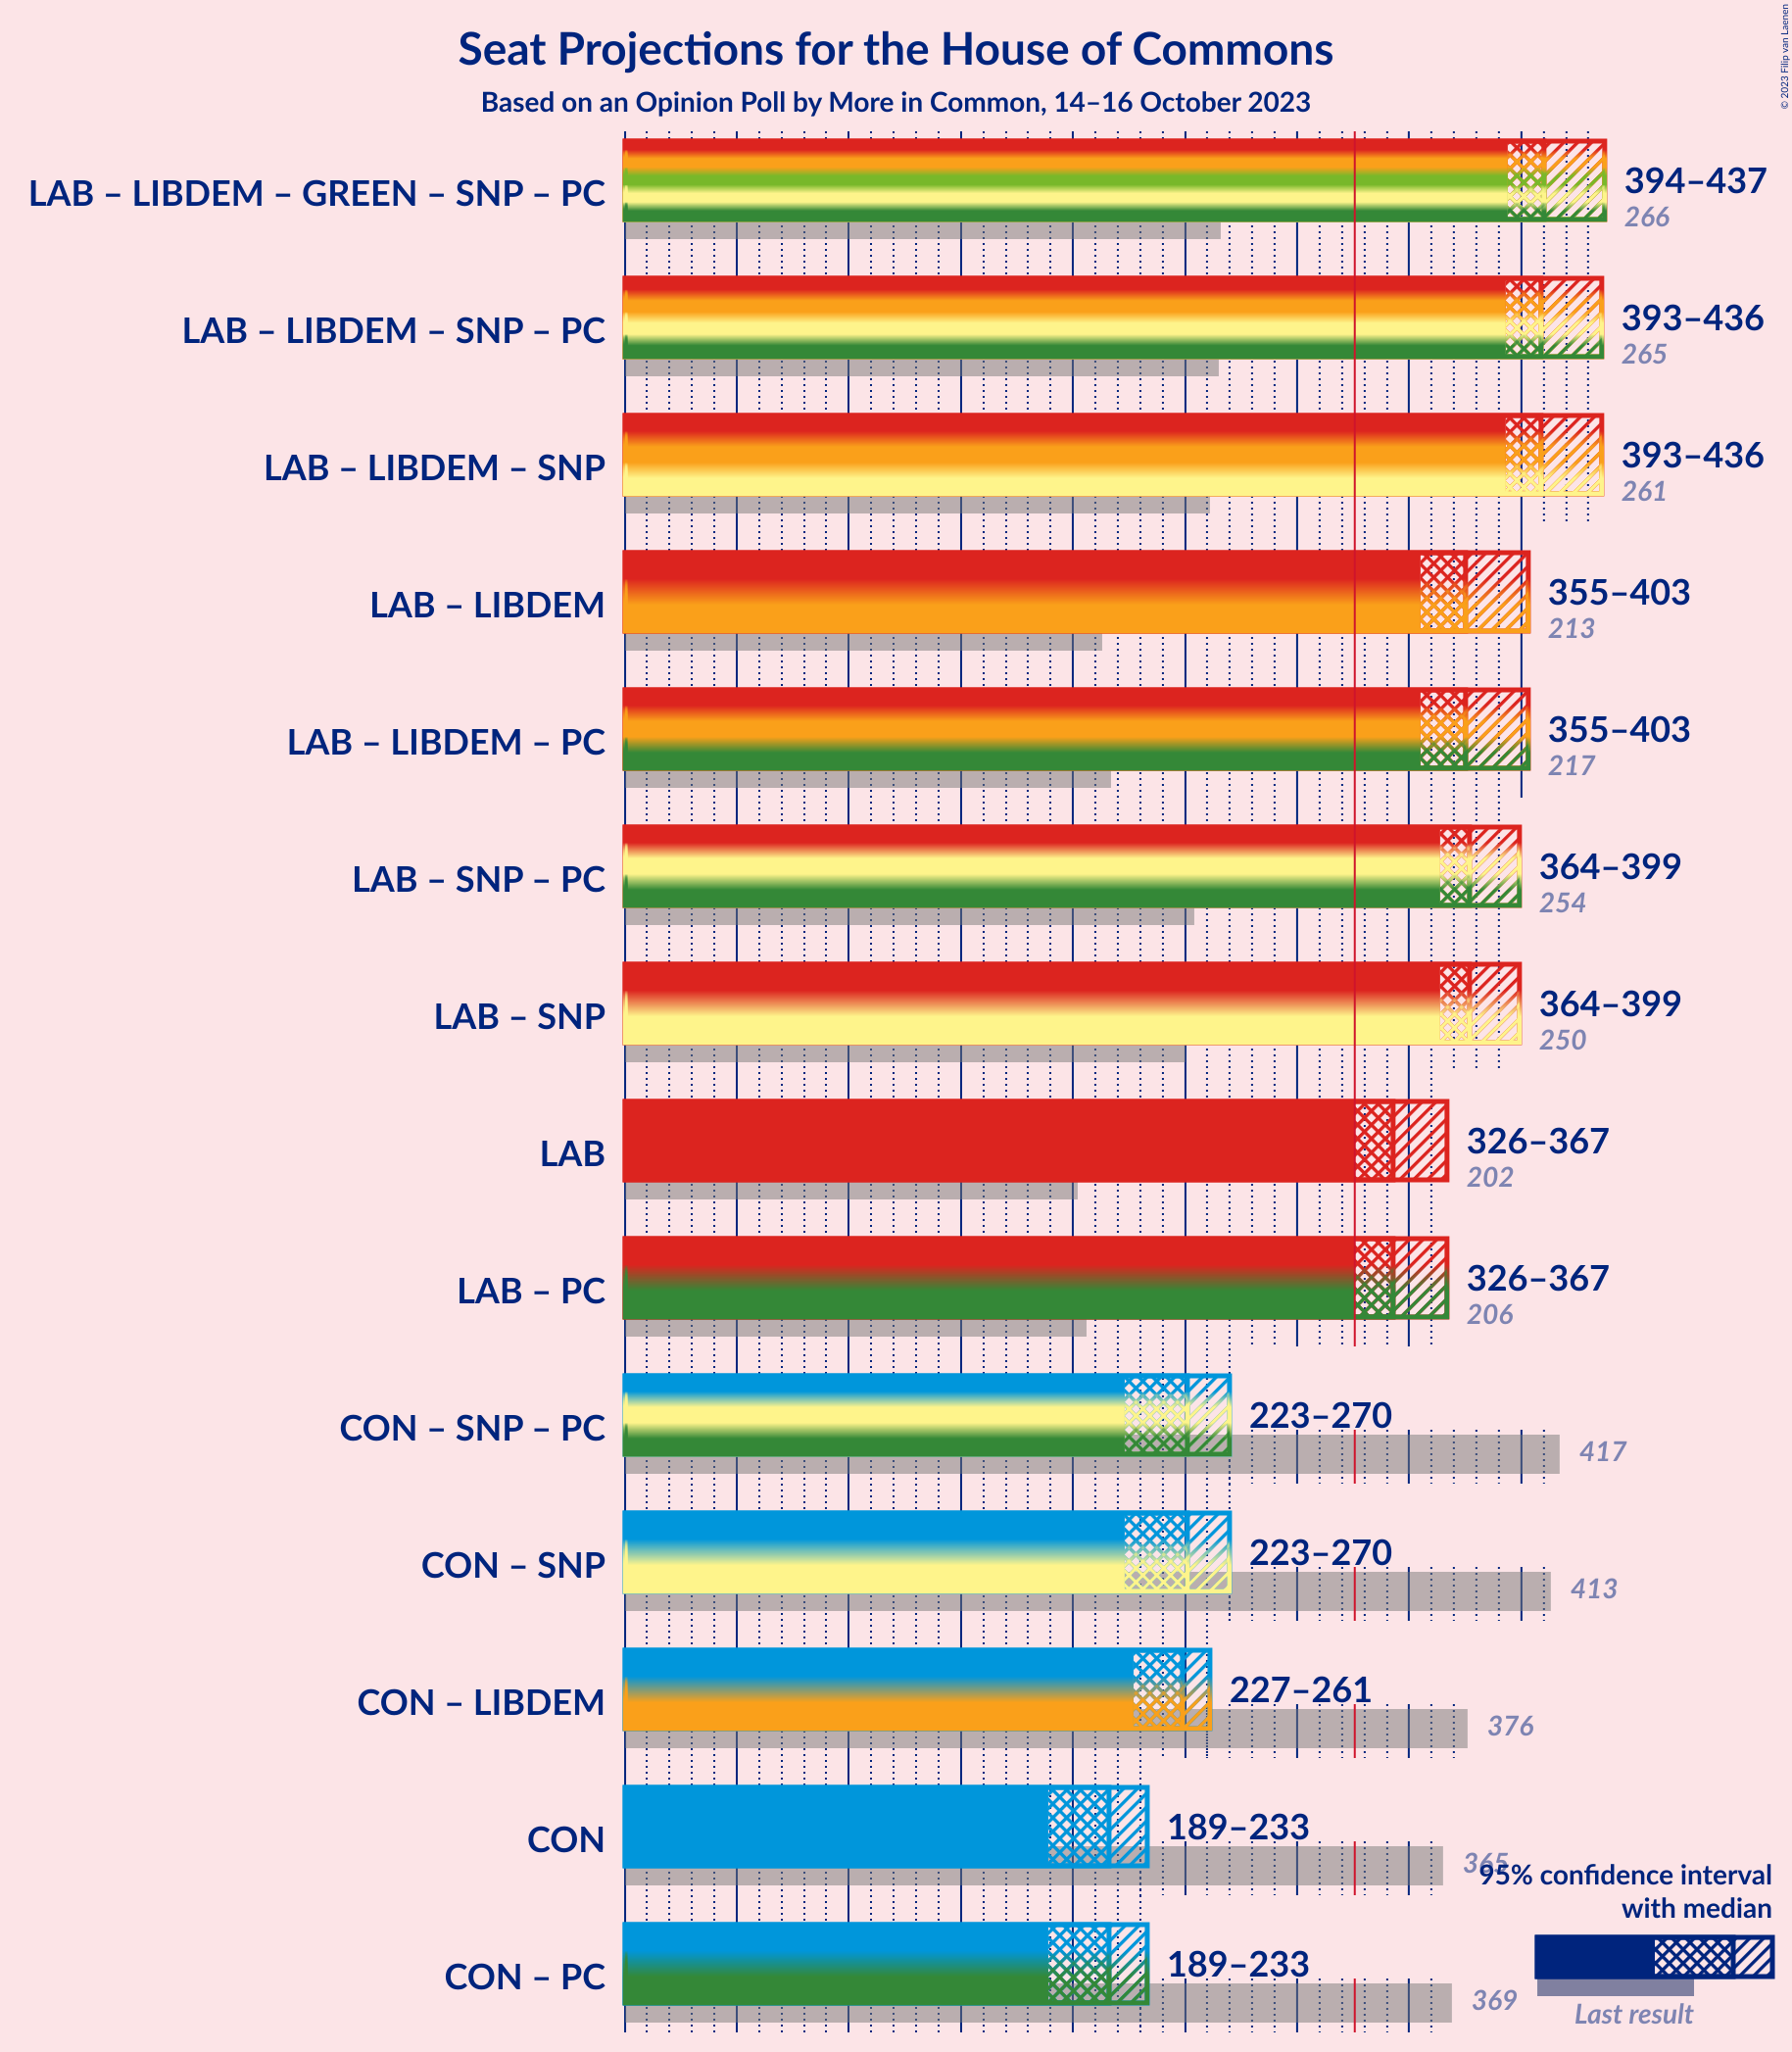 Seat Projections for the House of Commons
Based on an Opinion Poll by More in Common, 14–16 October 2023
© 2023 Filip van Laenen
LAB – LIBDEM – GREEN – SNP – PC
394–437
266
LAB – LIBDEM – SNP – PC
393–436
265
LAB – LIBDEM – SNP
393–436
261
LAB – LIBDEM
355–403
213
LAB – LIBDEM – PC
355–403
217
LAB – SNP – PC
364–399
254
LAB – SNP
364–399
250
LAB
326–367
202
LAB – PC
326–367
206
CON – SNP – PC
223–270
417
CON – SNP
223–270
413
CON – LIBDEM
227–261
376
CON
189–233
365
CON – PC
189–233
369
95% confidence interval
with median
Last result